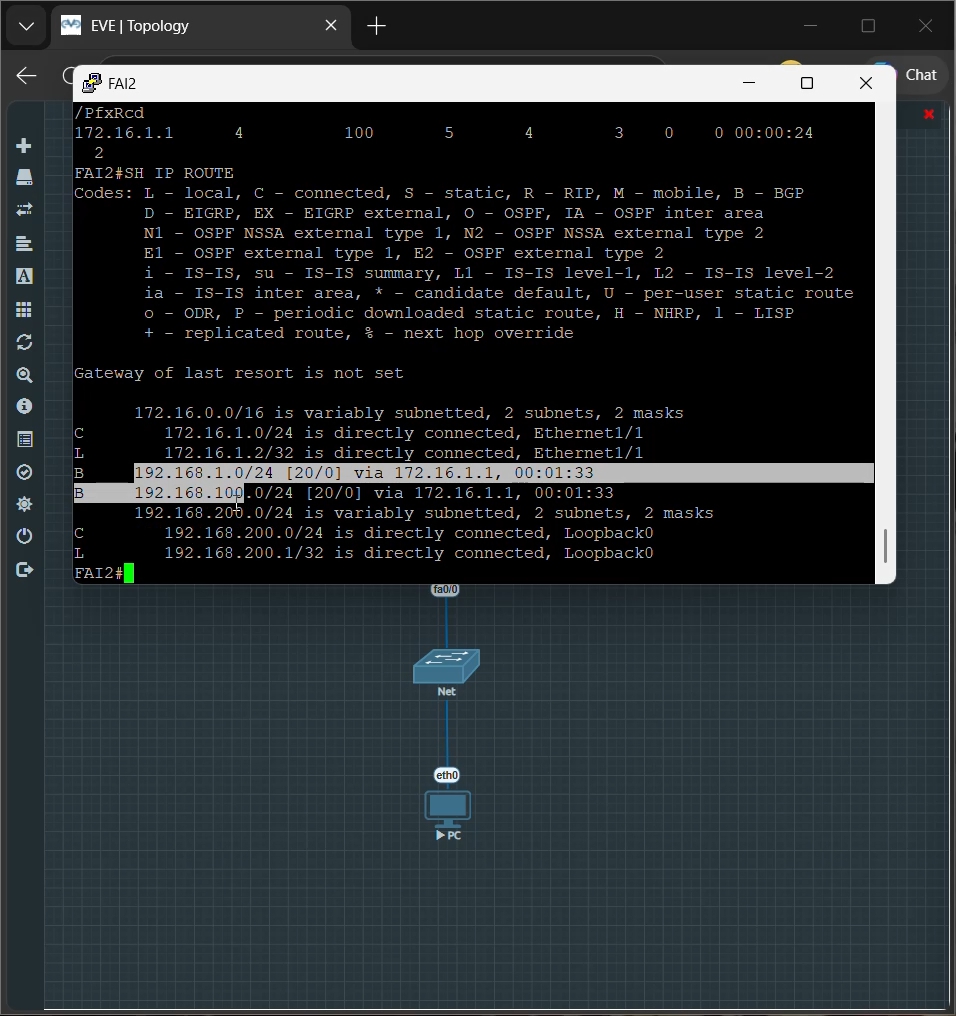 EVE | Topology
Chat
FAI2
/PfxRcd
172.16.1.1 4 100 5 4 3 0 0 00:00:24
2
FAI2#SH IP ROUTE
Codes: L - local, C - connected, S - static, R - RIP, M - mobile, B - BGP
D - EIGRP, EX - EIGRP external, O - OSPF, IA - OSPF inter area
N1 - OSPF NSSA external type 1, N2 - OSPF NSSA external type 2
E1 - OSPF external type 1, E2 - OSPF external type 2
i - IS-IS, su - IS-IS summary, L1 - IS-IS level-1, L2 - IS-IS level-2
ia - IS-IS inter area, * - candidate default, U - per-user static route
o - ODR, P - periodic downloaded static route, H - NHRP, l - LISP
+ - replicated route, % - next hop override
Gateway of last resort is not set
172.16.0.0/16 is variably subnetted, 2 subnets, 2 masks
C 172.16.1.0/24 is directly connected, Ethernet1/1
L 172.16.1.2/32 is directly connected, Ethernet1/1
B 192.168.1.0/24 [20/0] via 172.16.1.1, 00:01:33
B 192.168.100.0/24 [20/0] via 172.16.1.1, 00:01:33
192.168.200.0/24 is variably subnetted, 2 subnets, 2 masks
C 192.168.200.0/24 is directly connected, Loopback0
L 192.168.200.1/32 is directly connected, Loopback0
FAI2#
fa0/0
Net
eth0
PC